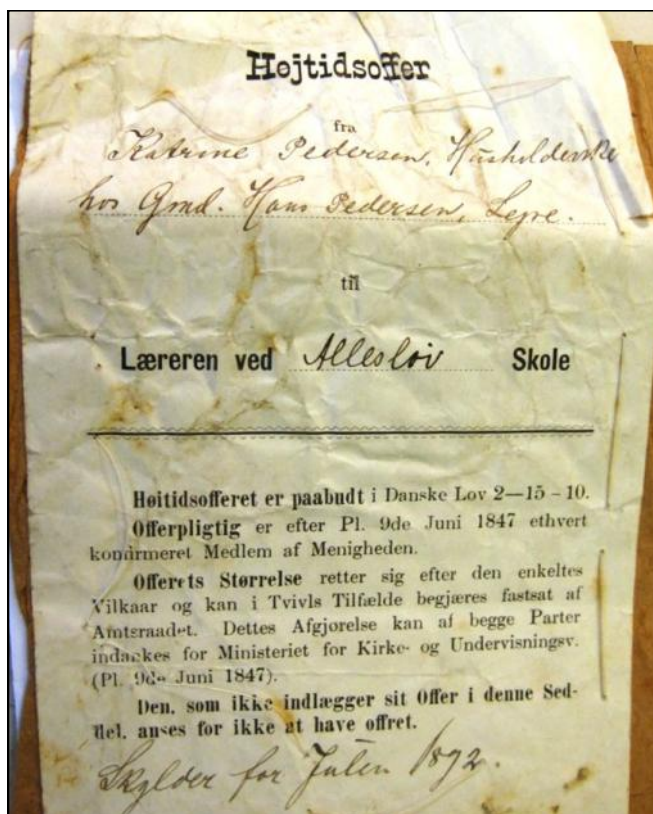 Højtidsoffer
fra
Katrine Pedersen, Husholderske
hos Gmd. Hans Pedersen, Lejre.
til
Læreren ved Allesløv Skole
Høitidsofferet er paabudt i Danske Lov 2—15-10.
Offerpligtig er efter Pl. 9de Juni 1847 ethvert
konfirmeret Medlem af Menigheden.
Offerets Størrelse retter sig efter den enkeltes
Vilkaar og kan i Tvivls Tilfælde begjæres fastsat af
Amtsraadet. Dettes Afgjørelse kan af begge Parter
indankes for Ministeriet for Kirke- og Undervisningsv.
(Pl. 9de Juni 1847).
Den, som ikke indlægger sit Offer i denne Sed-
del, anses for ikke at have offret.
Skylder for Julen 1892.